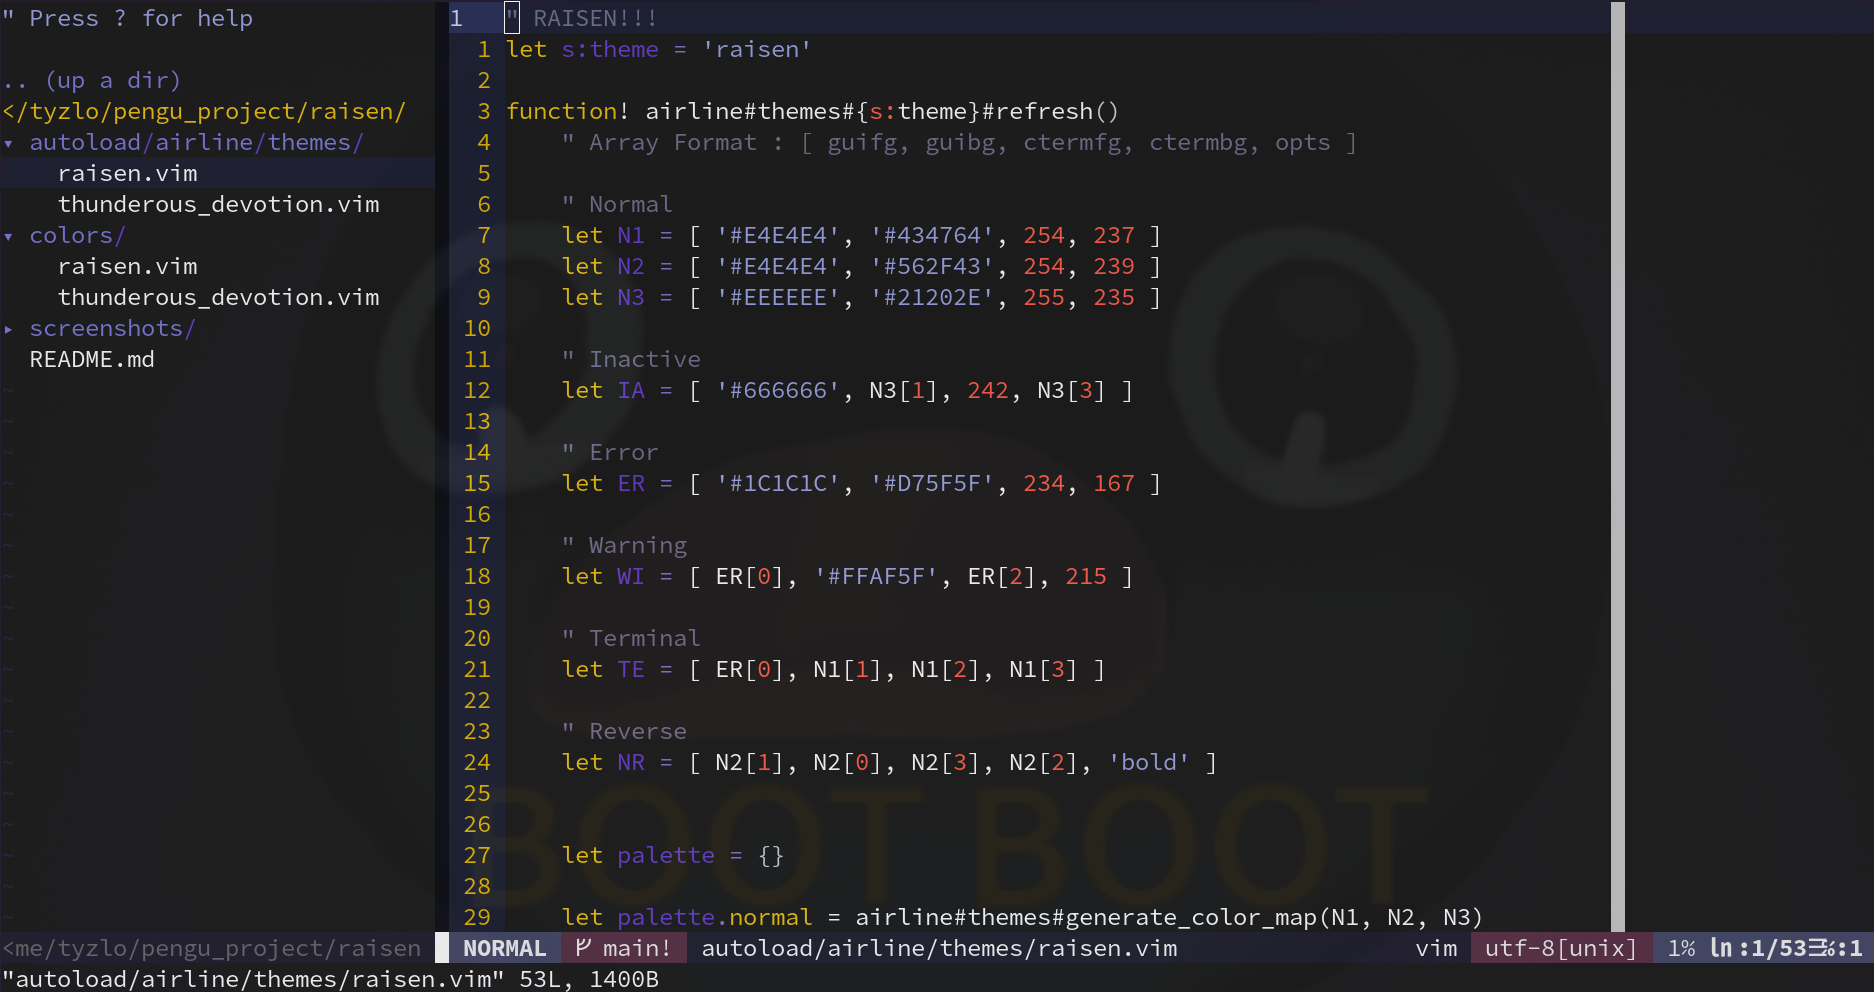 " Press ? for help
.. (up a dir)
</tyzlo/pengu_project/raisen/
▾ autoload/airline/themes/
raisen.vim
thunderous_devotion.vim
▾ colors/
raisen.vim
thunderous_devotion.vim
▸ screenshots/
README.md
1 " RAISEN!!!
1 let s:theme = 'raisen'
2
3 function! airline#themes#{s:theme}#refresh()
4 " Array Format : [ guifg, guibg, ctermfg, ctermbg, opts ]
5
6 " Normal
7 let N1 = [ '#E4E4E4', '#434764', 254, 237 ]
8 let N2 = [ '#E4E4E4', '#562F43', 254, 239 ]
9 let N3 = [ '#EEEEEE', '#21202E', 255, 235 ]
10
11 " Inactive
12 let IA = [ '#666666', N3[1], 242, N3[3] ]
13
14 " Error
15 let ER = [ '#1C1C1C', '#D75F5F', 234, 167 ]
16
17 " Warning
18 let WI = [ ER[0], '#FFAF5F', ER[2], 215 ]
19
20 " Terminal
21 let TE = [ ER[0], N1[1], N1[2], N1[3] ]
22
23 " Reverse
24 let NR = [ N2[1], N2[0], N2[3], N2[2], 'bold' ]
25
26
27 let palette = {}
28
29 let palette.normal = airline#themes#generate_color_map(N1, N2, N3)
BOOT BOOT
<me/tyzlo/pengu_project/raisen NORMAL main! autoload/airline/themes/raisen.vim vim utf-8[unix] 1% ln:1/53☰%:1
"autoload/airline/themes/raisen.vim" 53L, 1400B